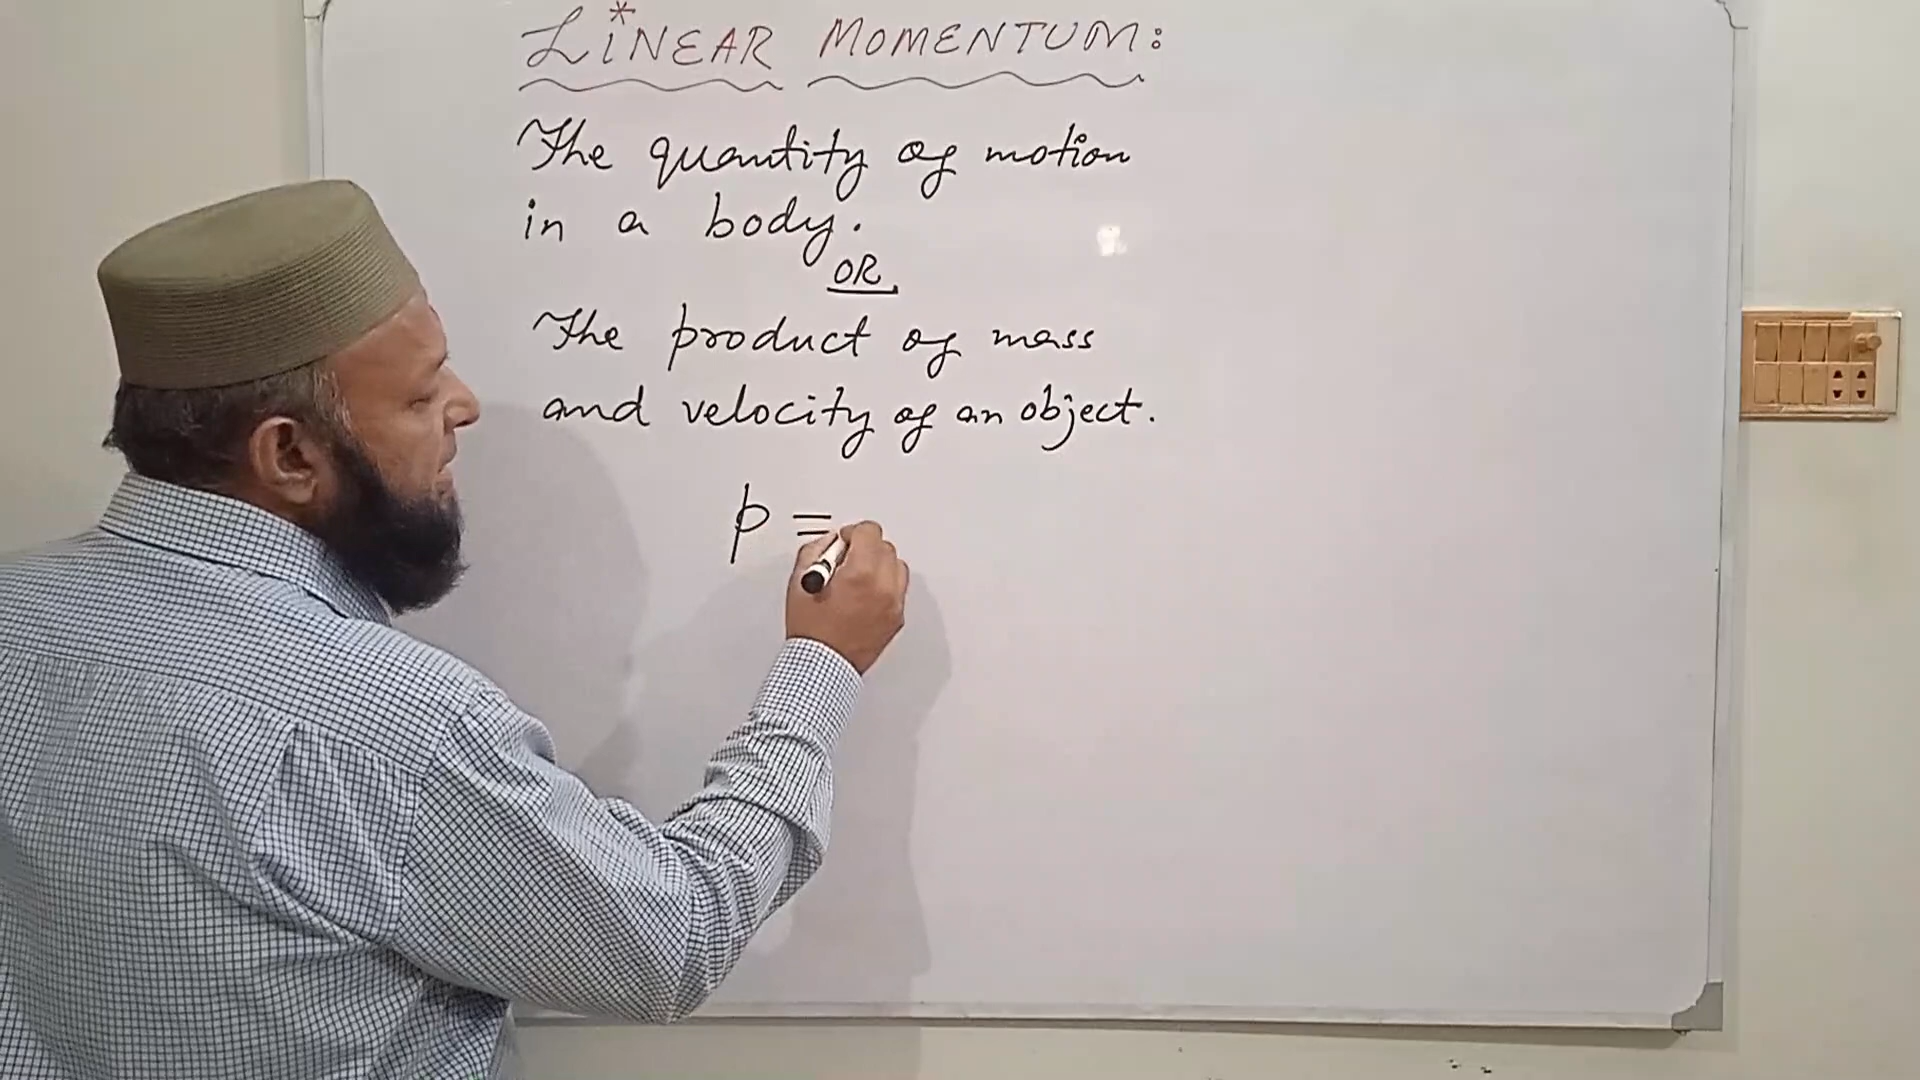 LiNEAR MOMENTUM:
The quantity of motion
in a body.
OR
The product of mass
and velocity of an object.
p =